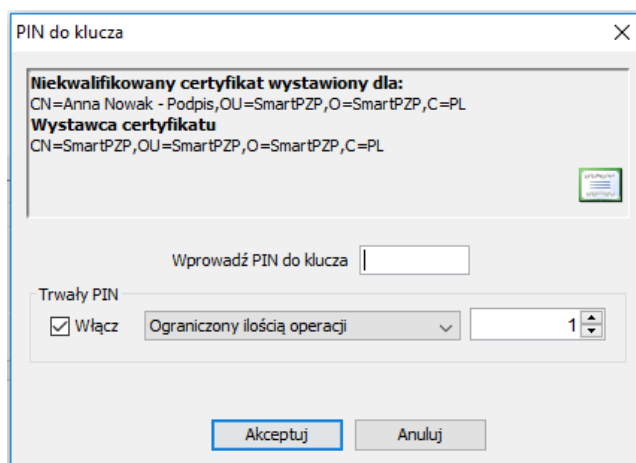 PIN do klucza
Niekwalifikowany certyfikat wystawiony dla:
CN=Anna Nowak - Podpis,OU=SmartPZP,O=SmartPZP,C=PL
Wystawca certyfikatu
CN=SmartPZP,OU=SmartPZP,O=SmartPZP,C=PL
Wprowadź PIN do klucza
Trwały PIN
Włącz Ograniczony ilością operacji 1
Akceptuj Anuluj